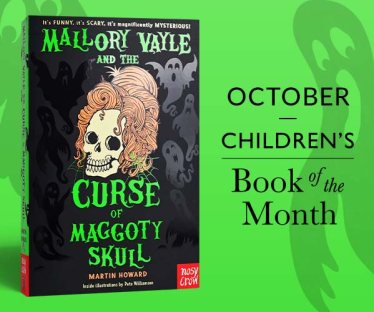 It's FUNNY, it's SCARY, it's magnificently MYSTERIOUS!
MALLORY VAYLE
AND THE
CURSE
OF
MAGGOTY
SKULL
MARTIN HOWARD
Inside illustrations by Pete Williamson
nosy
crow
OCTOBER
CHILDREN'S
Book of the
Month